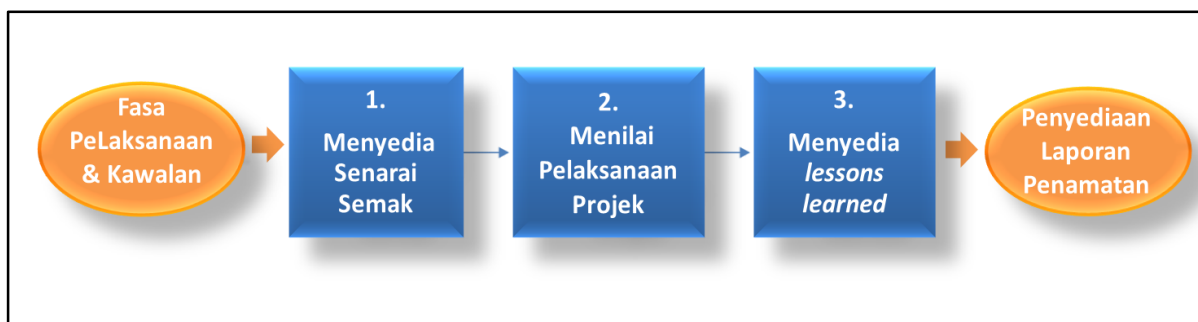 Fasa
PeLaksanaan
& Kawalan
1.
Menyedia
Senarai
Semak
2.
Menilai
Pelaksanaan
Projek
3.
Menyedia
lessons
learned
Penyediaan
Laporan
Penamatan